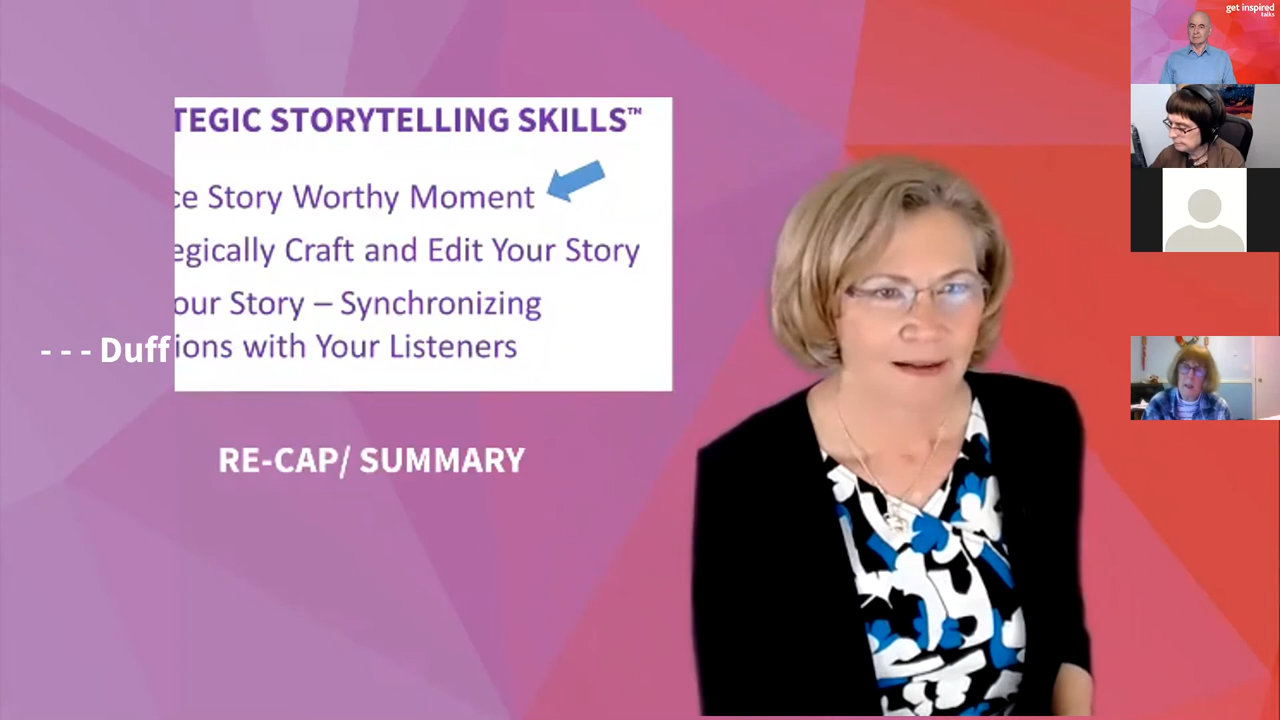 get inspired
talks
TEGIC STORYTELLING SKILLS™
ce Story Worthy Moment
egically Craft and Edit Your Story
our Story – Synchronizing
- - - Duff
ions with Your Listeners
RE-CAP/ SUMMARY